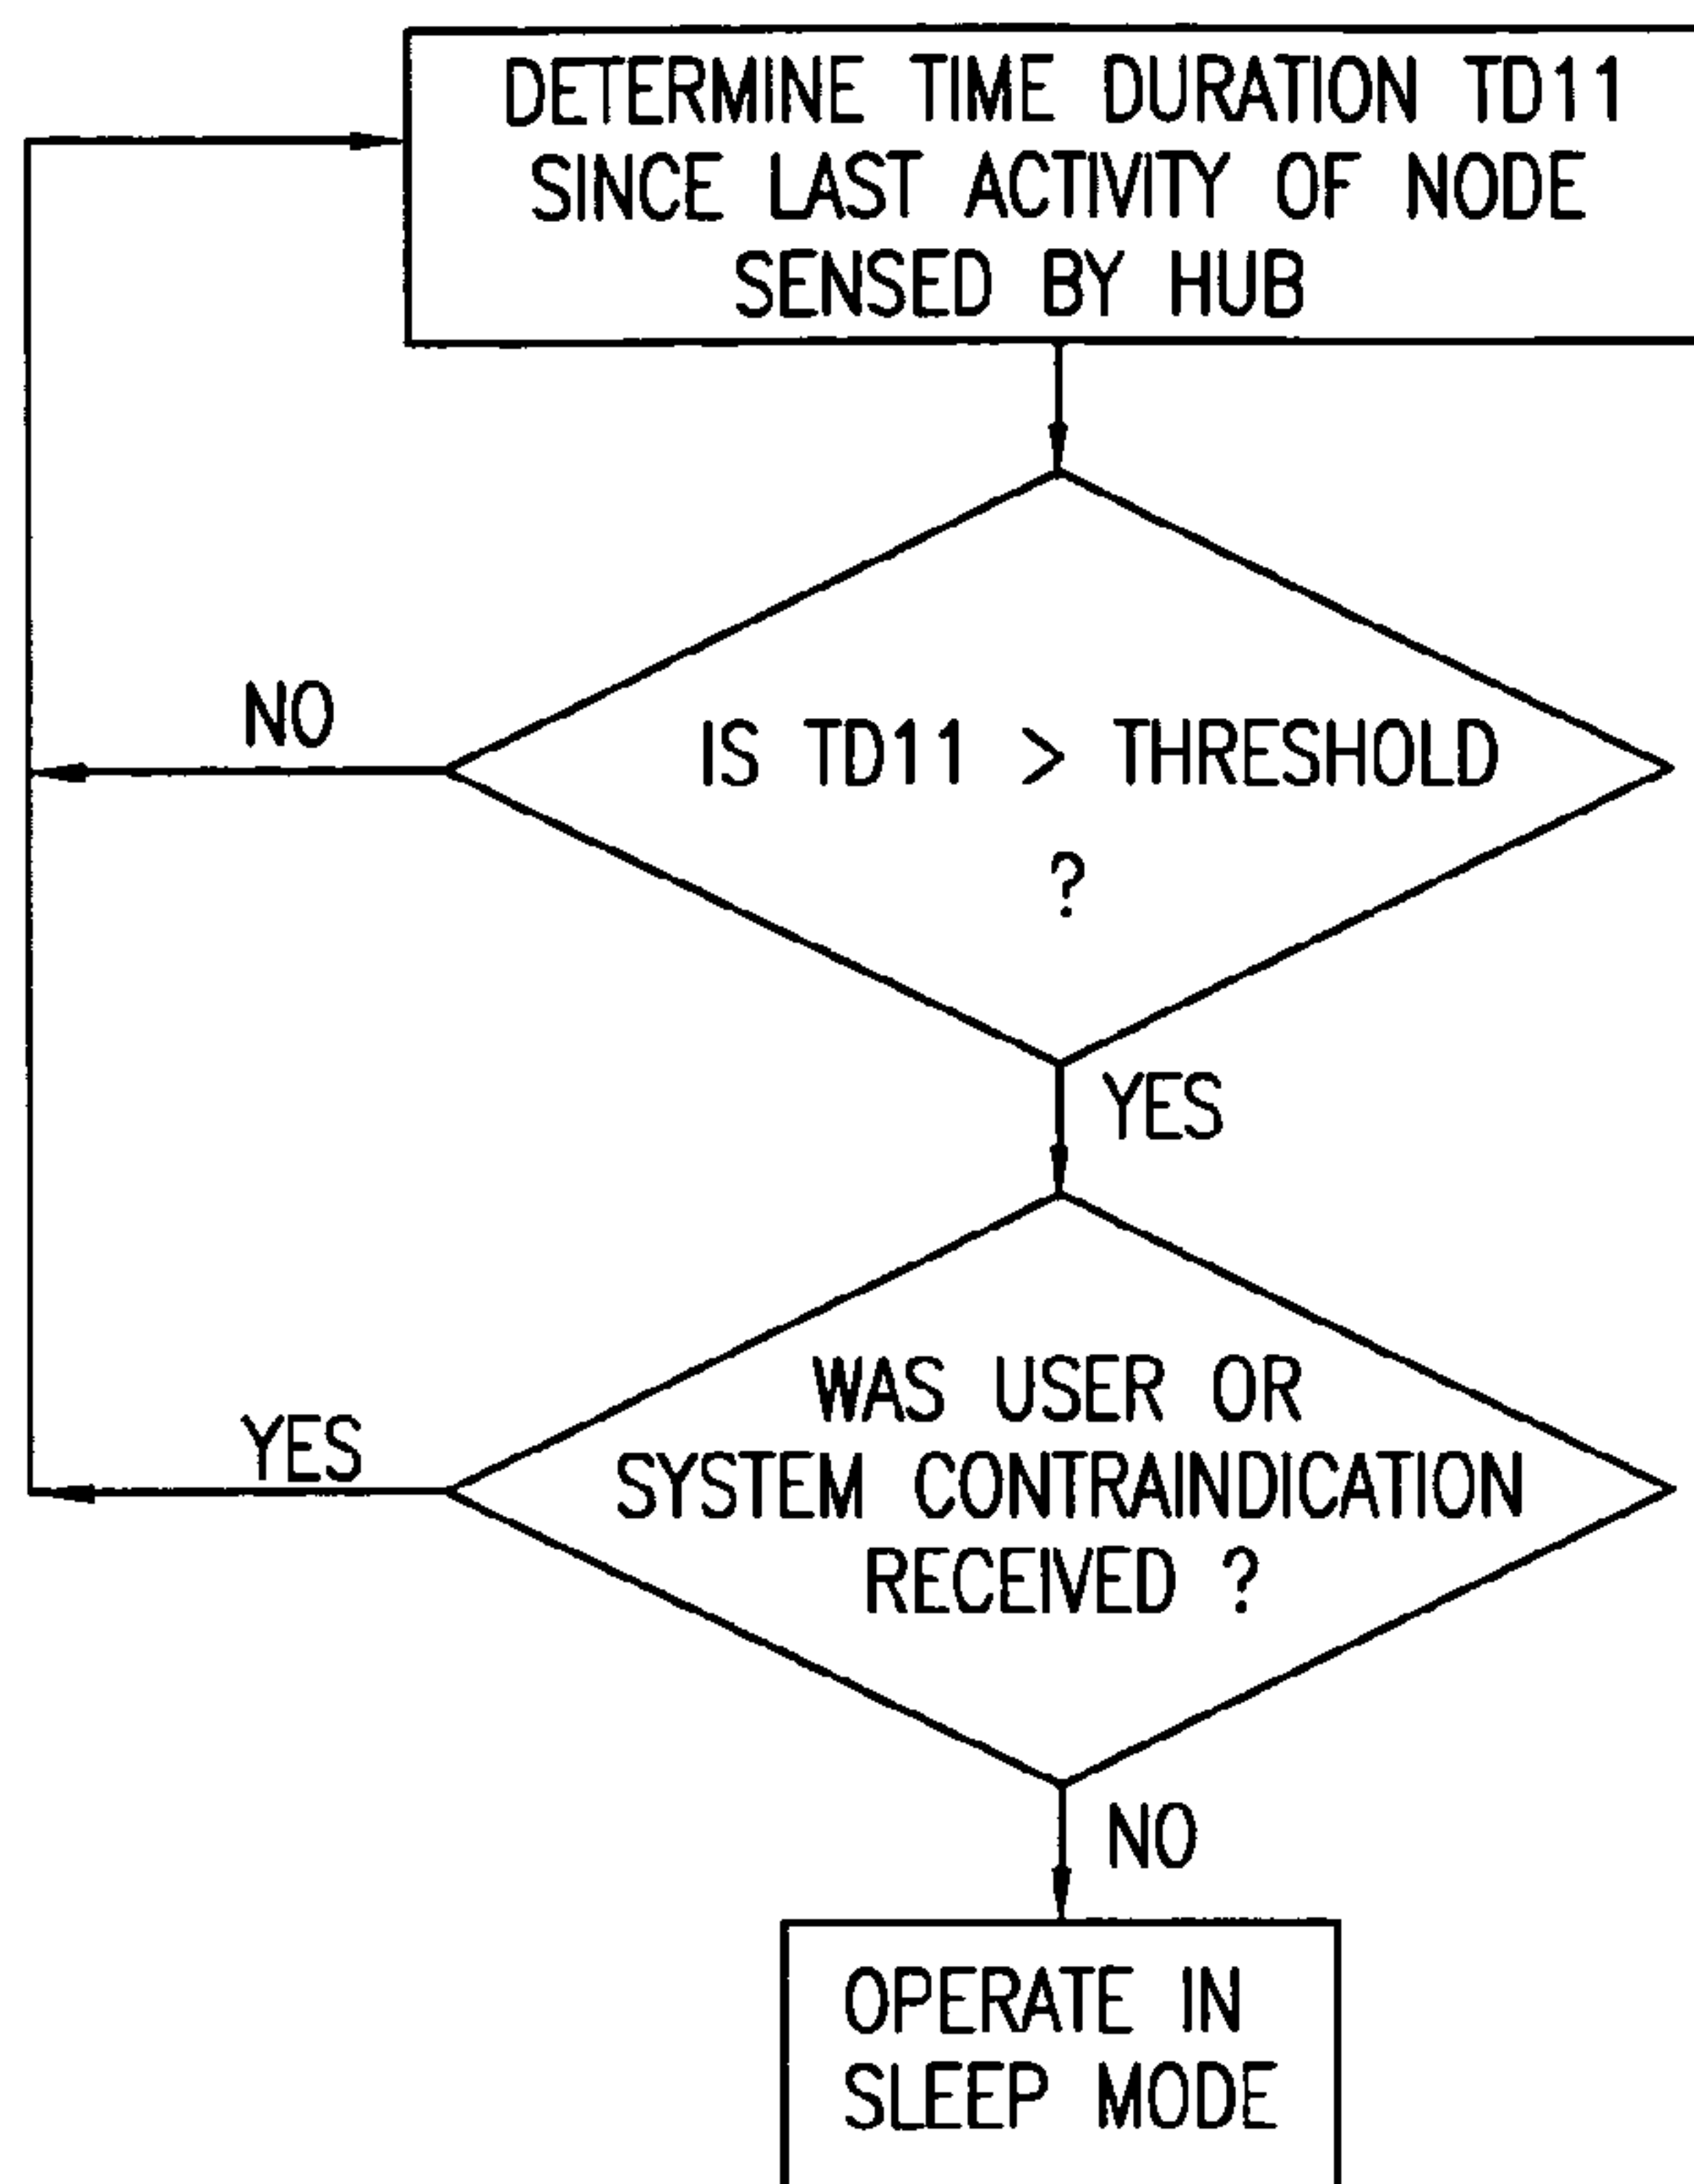 DETERMINE TIME DURATION TD11
SINCE LAST ACTIVITY OF NODE
SENSED BY HUB
NO
IS TD11 > THRESHOLD
?
YES
WAS USER OR
YES
SYSTEM CONTRAINDICATION
RECEIVED ?
NO
OPERATE IN
SLEEP MODE